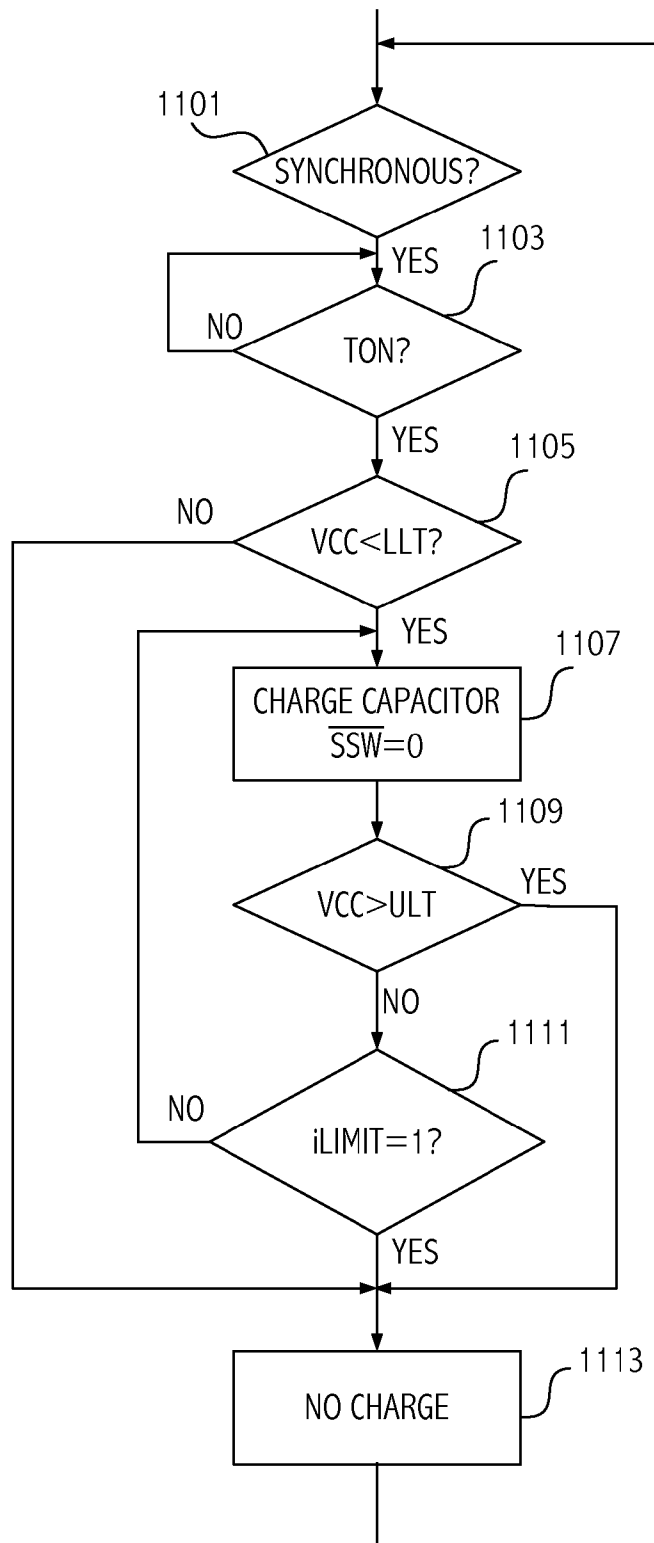 1101
SYNCHRONOUS?
YES
1103
NO
TON?
YES
1105
NO
VCC<LLT?
YES
1107
CHARGE CAPACITOR
S̅S̅W̅=0
1109
VCC>ULT
YES
NO
1111
NO
iLIMIT=1?
YES
1113
NO CHARGE